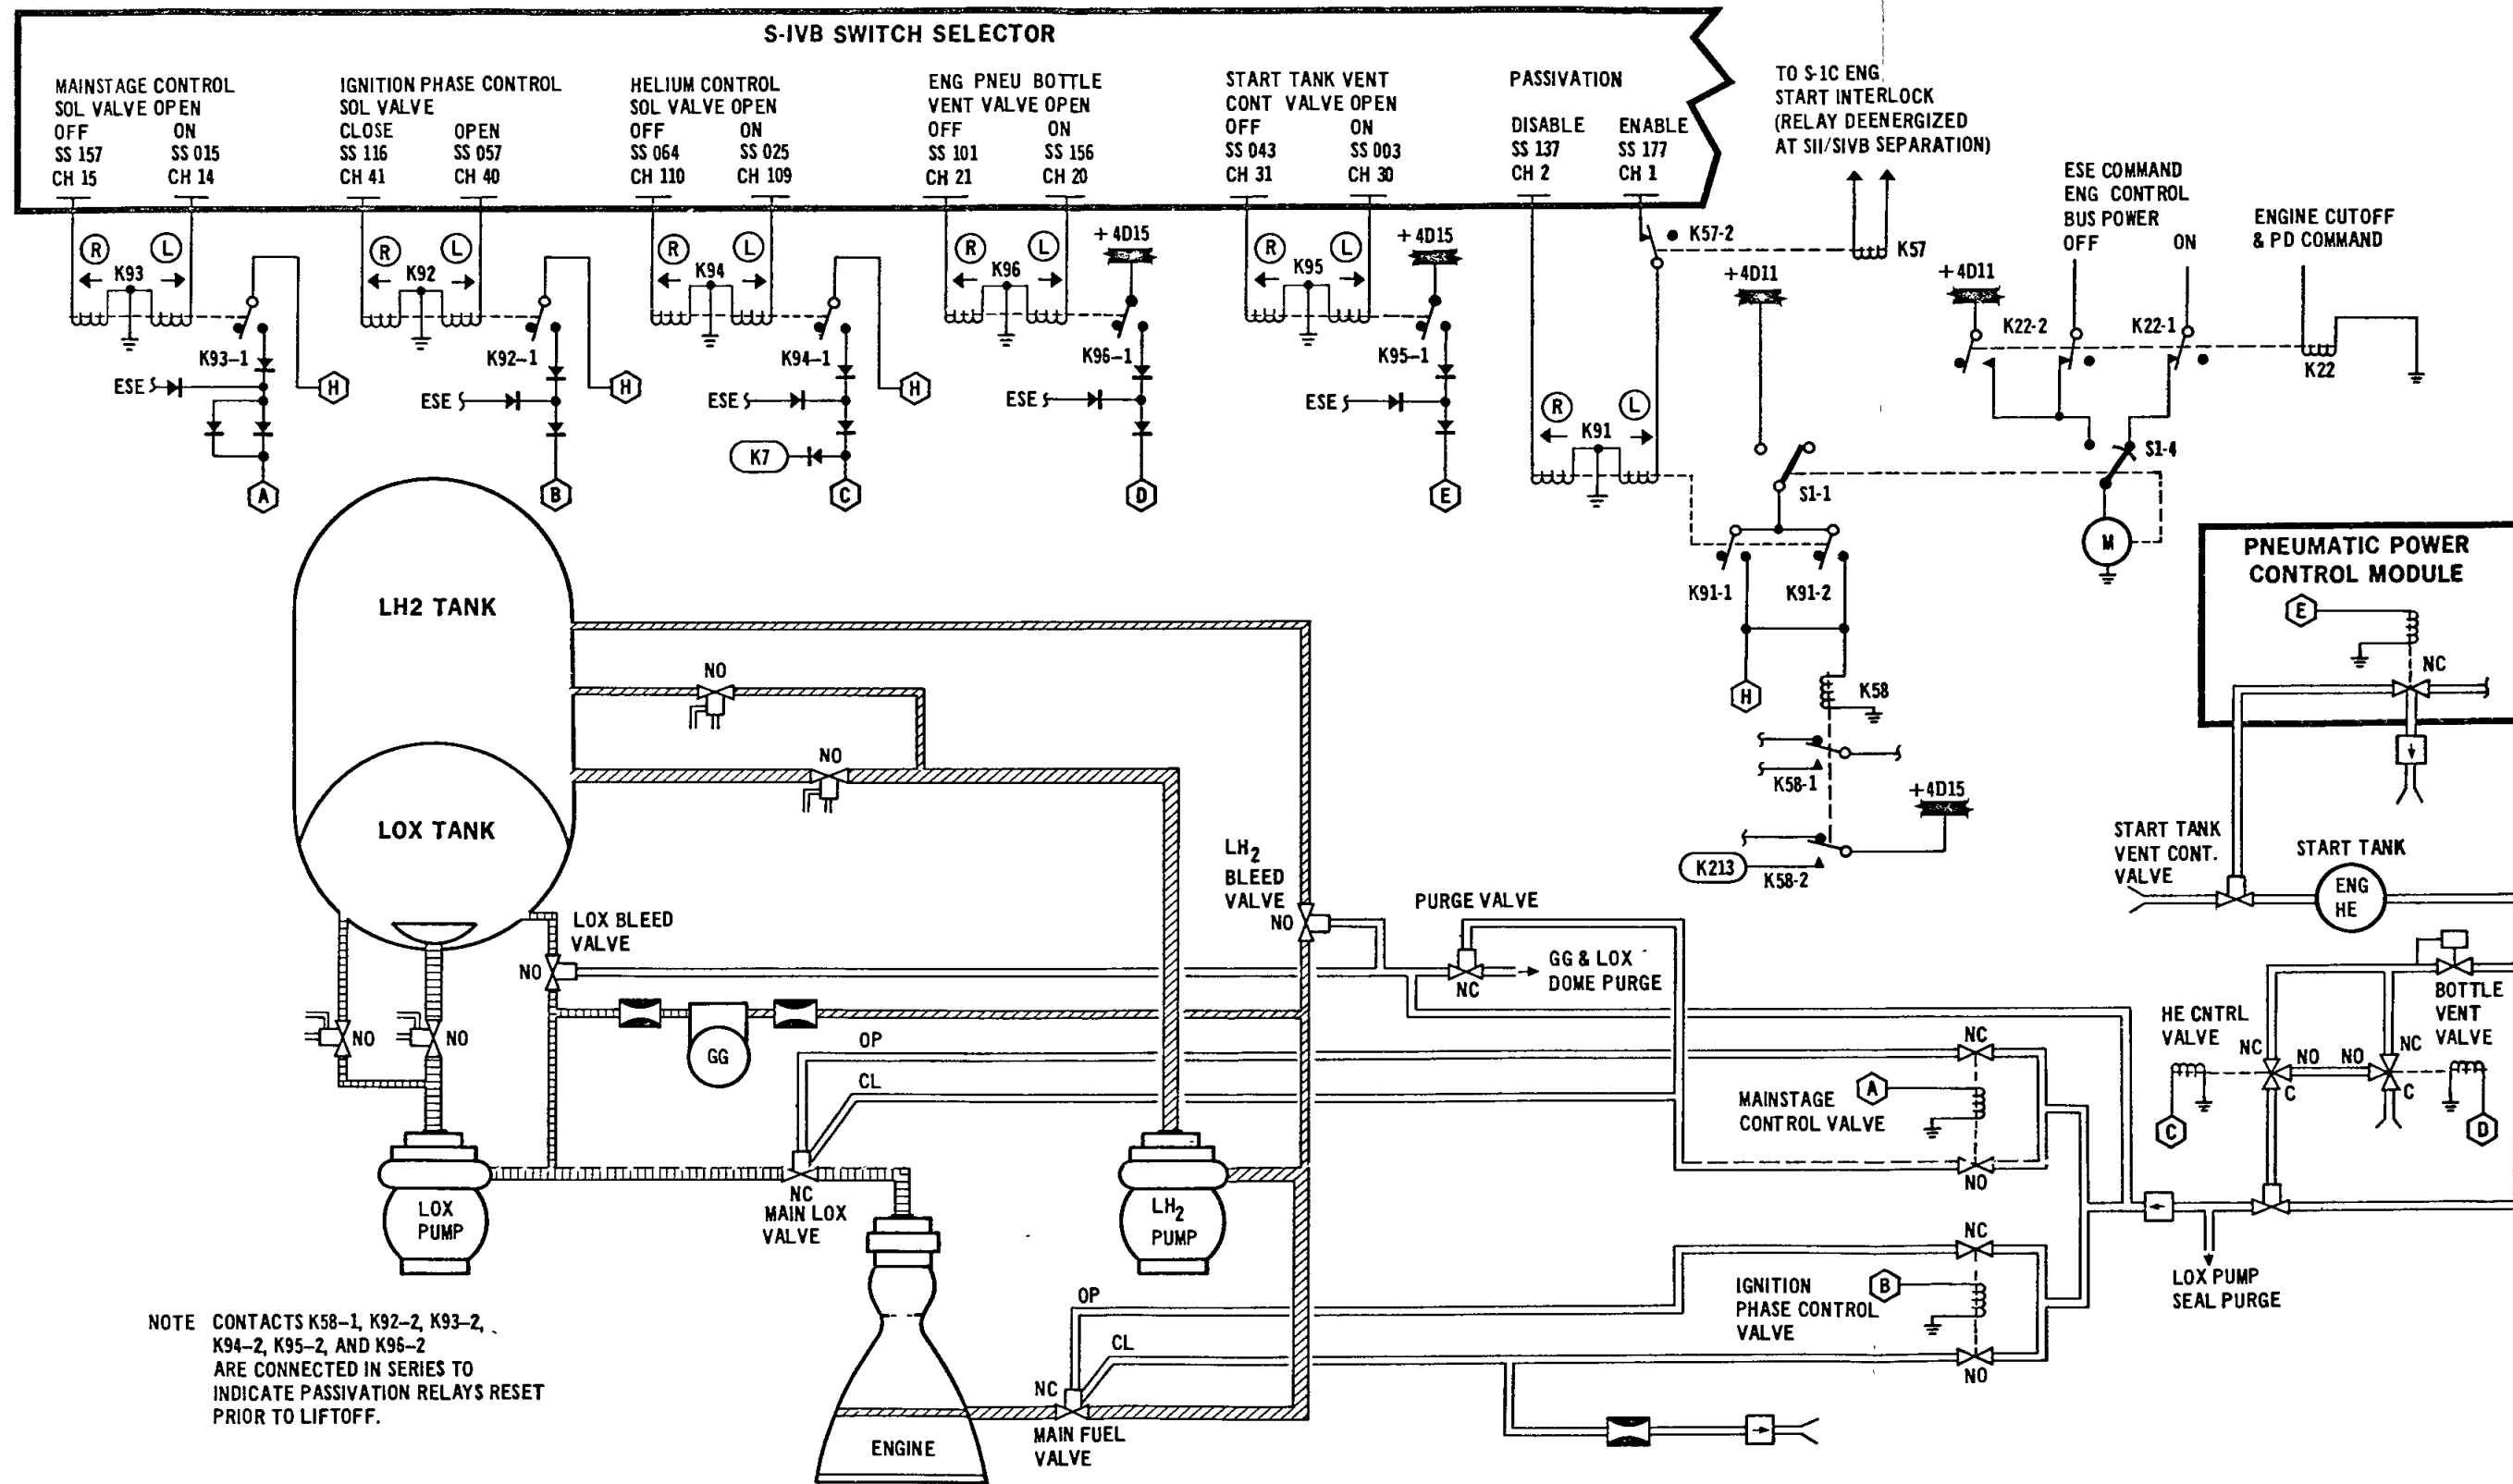 S-IVB SWITCH SELECTOR
MAINSTAGE CONTROL
SOL VALVE OPEN
OFF ON
SS 157 SS 015
CH 15 CH 14
IGNITION PHASE CONTROL
SOL VALVE
CLOSE OPEN
SS 116 SS 057
CH 41 CH 40
HELIUM CONTROL
SOL VALVE OPEN
OFF ON
SS 064 SS 025
CH 110 CH 109
ENG PNEU BOTTLE
VENT VALVE OPEN
OFF ON
SS 101 SS 156
CH 21 CH 20
START TANK VENT
CONT VALVE OPEN
OFF ON
SS 043 SS 003
CH 31 CH 30
PASSIVATION
DISABLE ENABLE
SS 137 SS 177
CH 2 CH 1
TO S-1C ENG
START INTERLOCK
(RELAY DEENERGIZED
AT SII/SIVB SEPARATION)
ESE COMMAND
ENG CONTROL
BUS POWER
OFF ON
ENGINE CUTOFF
& PD COMMAND
R L
K93
K93-1
ESE
H
A
R L
K92
K92-1
ESE
H
B
R L
K94
K94-1
ESE
H
K7
C
R L
K96
+4D15
K96-1
ESE
D
R L
K95
+4D15
K95-1
ESE
E
K57-2
K57
R L
K91
+4D11
S1-1
K91-1 K91-2
H
K58
K58-1
+4D15
K213
K58-2
+4D11
K22-2 K22-1
K22
S1-4
M
PNEUMATIC POWER
CONTROL MODULE
E
NC
LH2 TANK
NO
NO
LOX TANK
LOX BLEED
VALVE
NO
NO
NO
GG
LH2
BLEED
VALVE
NO
PURGE VALVE
NC
GG & LOX
DOME PURGE
START TANK
VENT CONT.
VALVE
START TANK
ENG
HE
HE CNTRL
VALVE
BOTTLE
VENT
VALVE
NC NO NO NC
C C
C D
OP
CL
NC
MAINSTAGE
CONTROL VALVE
A
NO
LOX
PUMP
NC
MAIN LOX
VALVE
LH2
PUMP
NC
IGNITION
PHASE CONTROL
VALVE
B
NO
LOX PUMP
SEAL PURGE
OP
CL
NC
MAIN FUEL
VALVE
ENGINE
NOTE CONTACTS K58-1, K92-2, K93-2,
K94-2, K95-2, AND K96-2
ARE CONNECTED IN SERIES TO
INDICATE PASSIVATION RELAYS RESET
PRIOR TO LIFTOFF.